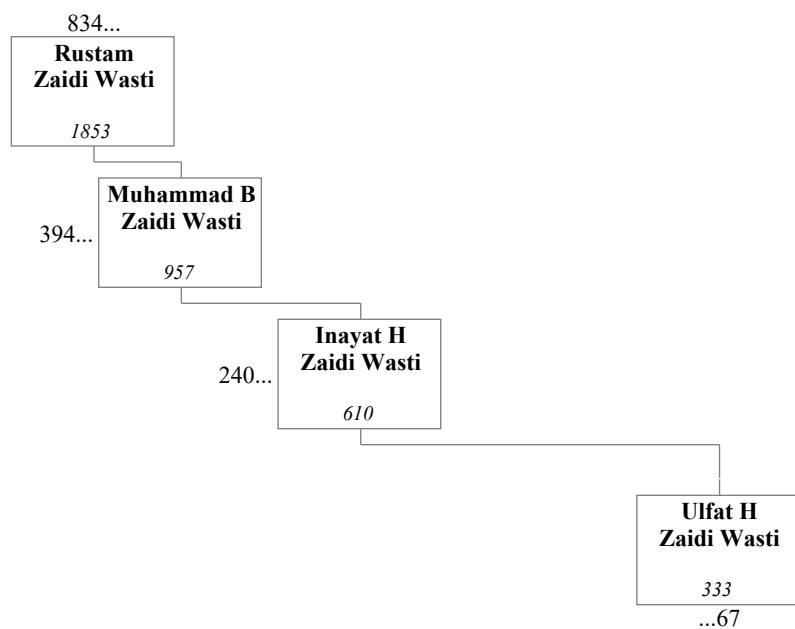 834...
Rustam
Zaidi Wasti
1853
Muhammad B
Zaidi Wasti
394...
957
Inayat H
Zaidi Wasti
240...
610
Ulfat H
Zaidi Wasti
333
...67